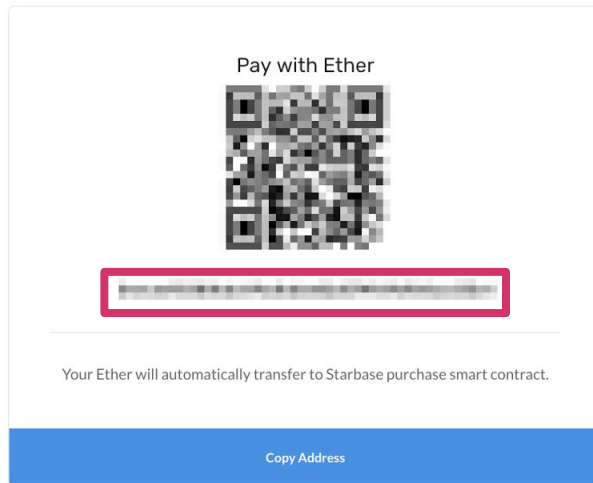 Pay with Ether
Your Ether will automatically transfer to Starbase purchase smart contract.
Copy Address